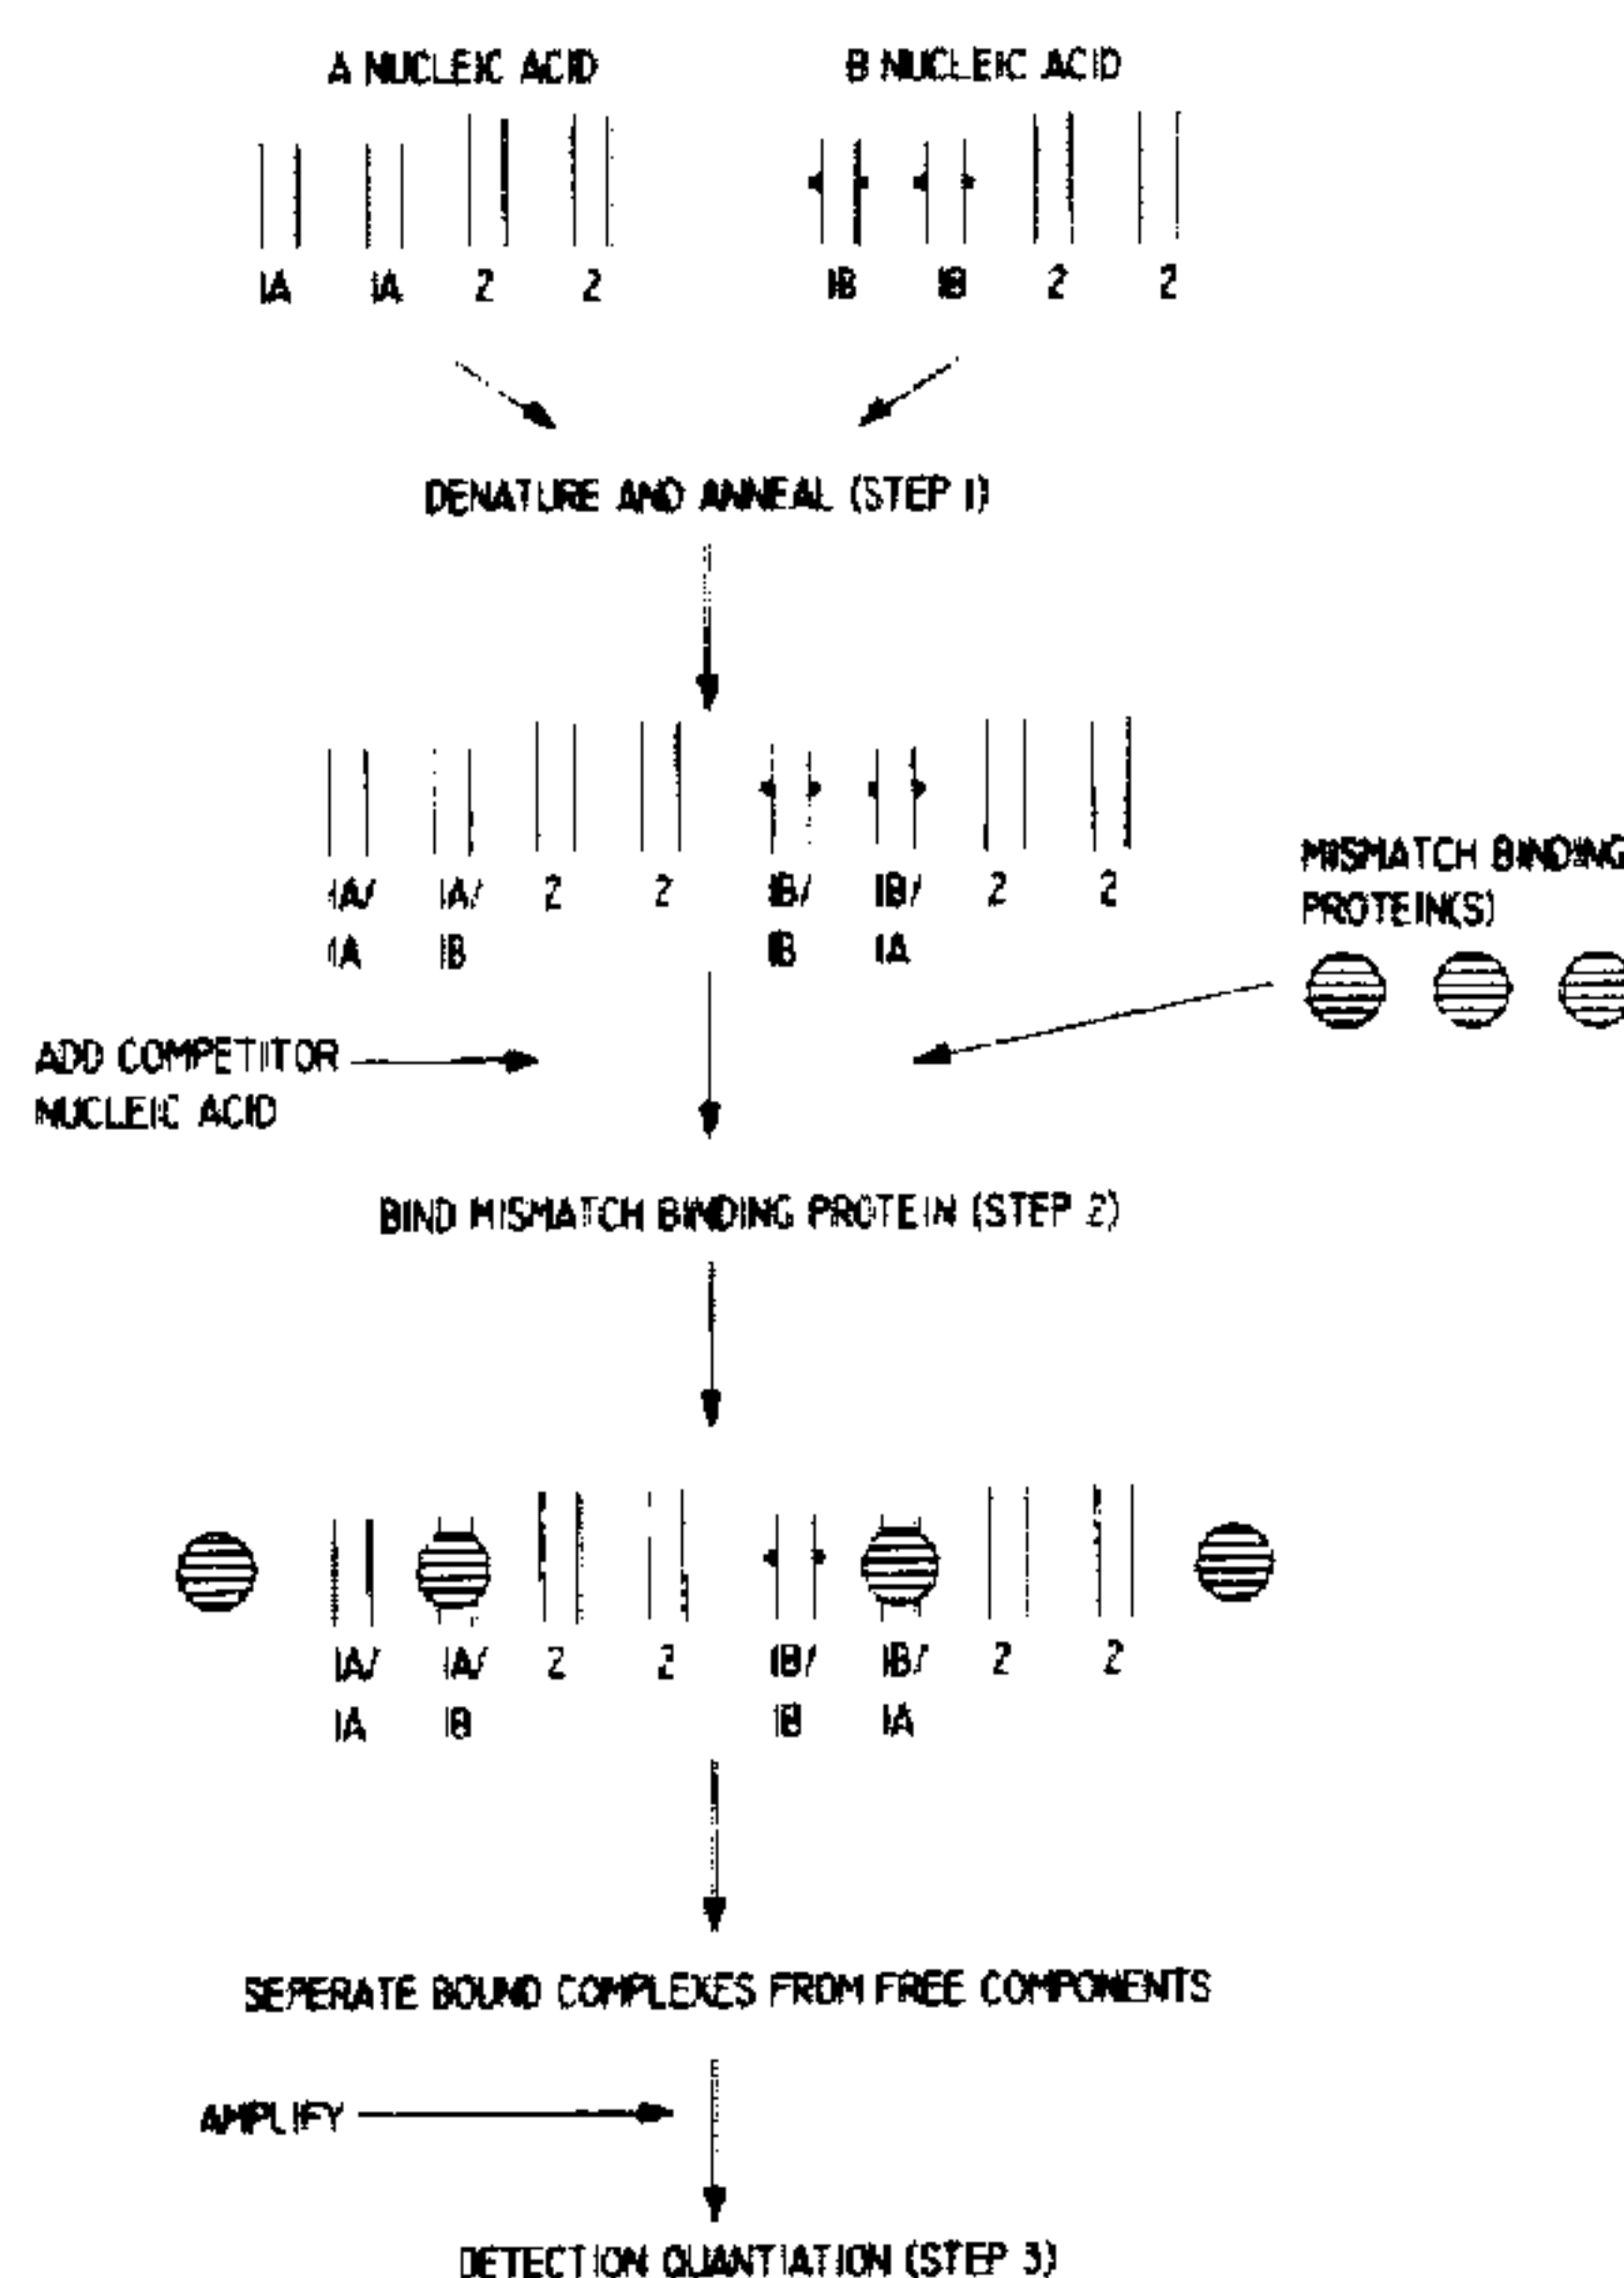 A NUCLEIC ACID B NUCLEIC ACID
1A 1A 2 2 1B 1B 2 2
DENATURE AND ANNEAL (STEP 1)
1A/ 1A/ 2 2 1B/ 1B/ 2 2
1A 1B 1B 1A
MISMATCH BINDING
PROTEIN(S)
ADD COMPETITOR
NUCLEIC ACID
BIND MISMATCH BINDING PROTEIN (STEP 2)
1A/ 1A/ 2 2 1B/ 1B/ 2 2
1A 1B 1B 1A
SEPERATE BOUND COMPLEXES FROM FREE COMPONENTS
AMPLIFY
DETECTION QUANTIATION (STEP 3)